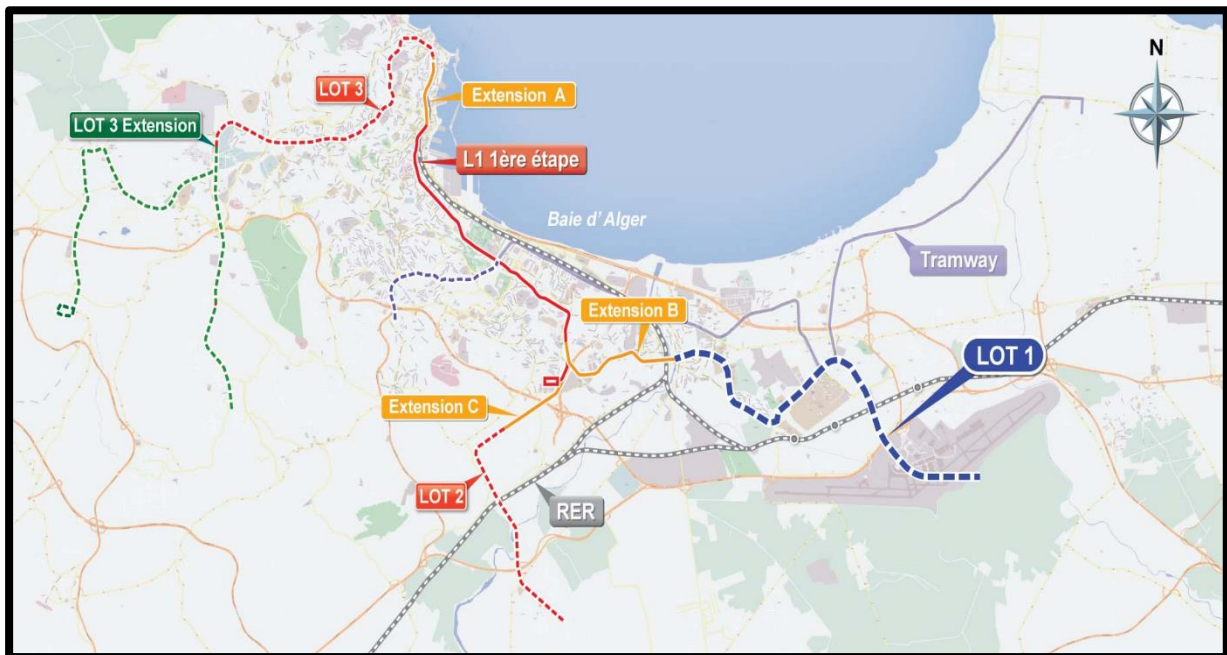 N
LOT 3
Extension A
LOT 3 Extension
L1 1ère étape
Baie d'Alger
Tramway
Extension B
LOT 1
Extension C
LOT 2
RER